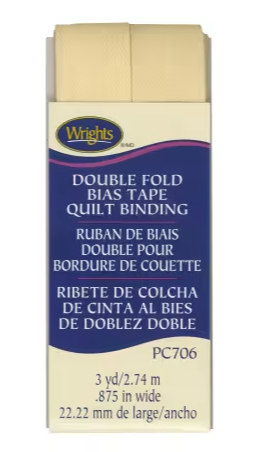 Wrights
DOUBLE FOLD
BIAS TAPE
QUILT BINDING
RUBAN DE BIAIS
DOUBLE POUR
BORDURE DE COUETTE
RIBETE DE COLCHA
DE CINTA AL BIES
DE DOBLEZ DOBLE
PC706
3 yd/2.74 m
.875 in wide
22.22 mm de large/ancho